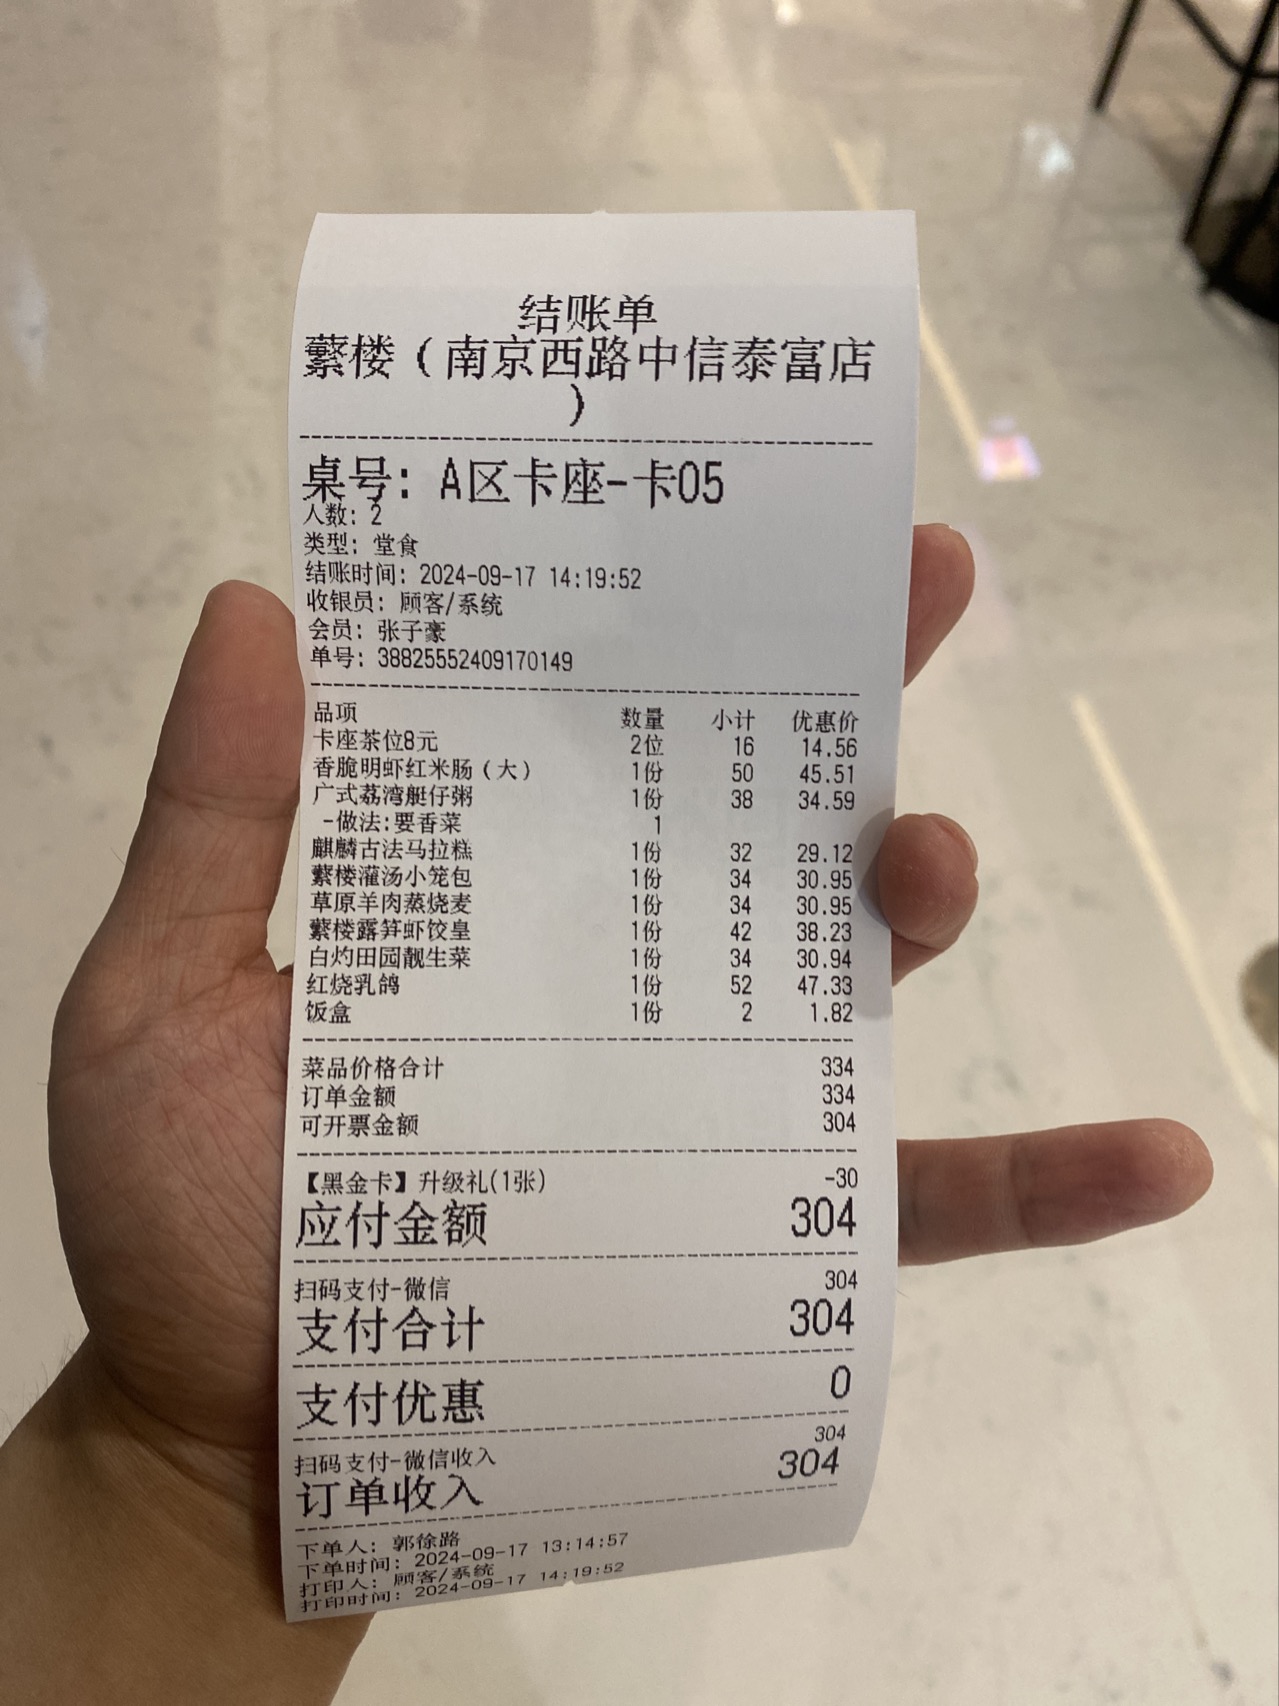 结账单
蘩楼（南京西路中信泰富店
）
桌号：A区卡座-卡05
人数：2
类型：堂食
结账时间：2024-09-17 14:19:52
收银员：顾客/系统
会员：张子豪
单号：38825552409170149
品项 数量 小计 优惠价
卡座茶位8元 2位 16 14.56
香脆明虾红米肠（大） 1份 50 45.51
广式荔湾艇仔粥 1份 38 34.59
-做法:要香菜 1
麒麟古法马拉糕 1份 32 29.12
蘩楼灌汤小笼包 1份 34 30.95
草原羊肉蒸烧麦 1份 34 30.95
蘩楼露笋虾饺皇 1份 42 38.23
白灼田园靓生菜 1份 34 30.94
红烧乳鸽 1份 52 47.33
饭盒 1份 2 1.82
菜品价格合计 334
订单金额 334
可开票金额 304
【黑金卡】升级礼(1张) -30
应付金额 304
扫码支付-微信 304
支付合计 304
支付优惠 0
扫码支付-微信收入 304
订单收入 304
下单人：郭徐路
下单时间：2024-09-17 13:14:57
打印人：顾客/系统
打印时间：2024-09-17 14:19:52